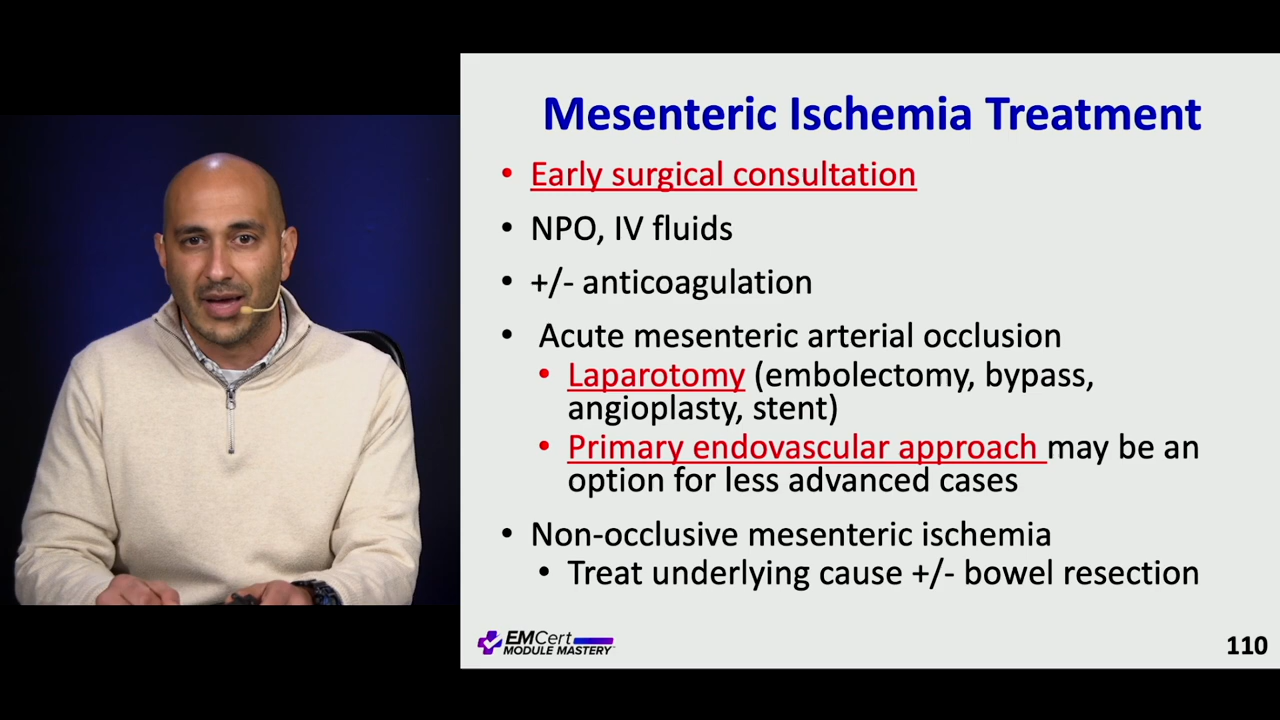 Mesenteric Ischemia Treatment
• Early surgical consultation
• NPO, IV fluids
• +/- anticoagulation
• Acute mesenteric arterial occlusion
• Laparotomy (embolectomy, bypass,
angioplasty, stent)
• Primary endovascular approach may be an
option for less advanced cases
• Non-occlusive mesenteric ischemia
• Treat underlying cause +/- bowel resection
EMCert
MODULE MASTERY
110